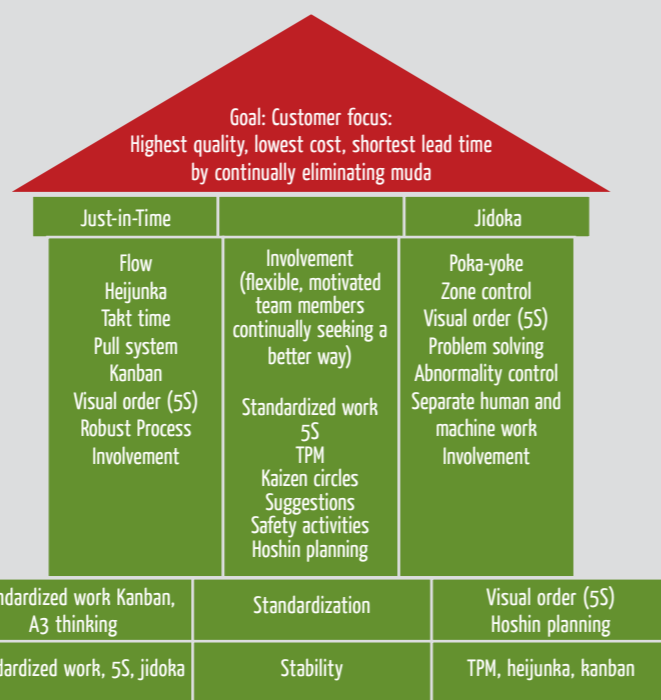 Goal: Customer focus:
Highest quality, lowest cost, shortest lead time
by continually eliminating muda
Just-in-Time
Jidoka
Flow
Heijunka
Takt time
Pull system
Kanban
Visual order (5S)
Robust Process
Involvement
Involvement
(flexible, motivated
team members
continually seeking a
better way)
Standardized work
5S
TPM
Kaizen circles
Suggestions
Safety activities
Hoshin planning
Poka-yoke
Zone control
Visual order (5S)
Problem solving
Abnormality control
Separate human and
machine work
Involvement
ndardized work Kanban,
A3 thinking
Standardization
Visual order (5S)
Hoshin planning
dardized work, 5S, jidoka
Stability
TPM, heijunka, kanban